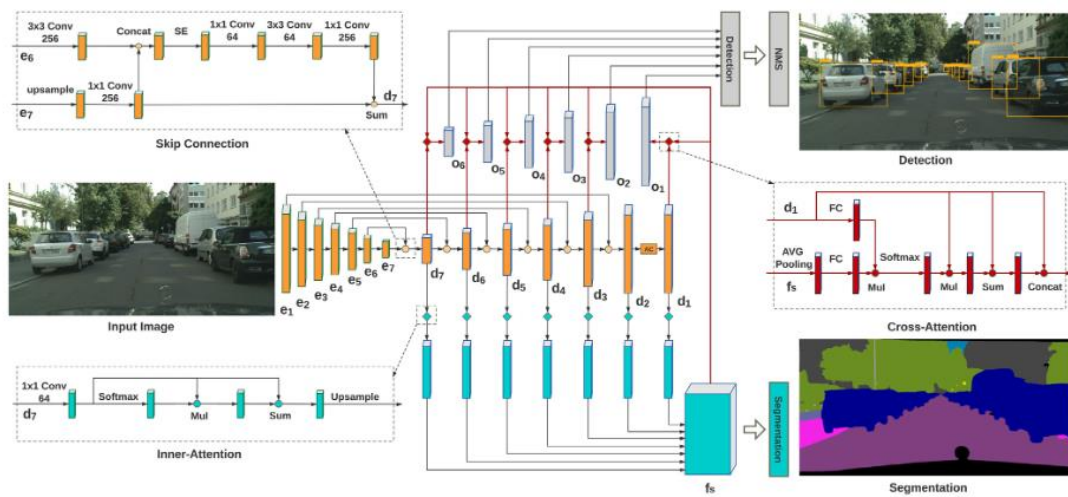 3x3 Conv
256
Concat
SE
1x1 Conv
64
3x3 Conv
64
1x1 Conv
256
e6
upsample
1x1 Conv
256
e7
d7
Sum
Skip Connection
Detection
NMS
Detection
o6
o5
o4
o3
o2
o1
Input Image
e1
e2
e3
e4
e5
e6
e7
d7
d6
d5
d4
d3
d2
d1
d1
FC
AVG
Pooling
FC
Softmax
fs
Mul
Mul
Sum
Concat
Cross-Attention
1x1 Conv
64
Softmax
Upsample
d7
Mul
Sum
Inner-Attention
fs
Segmentation
Segmentation